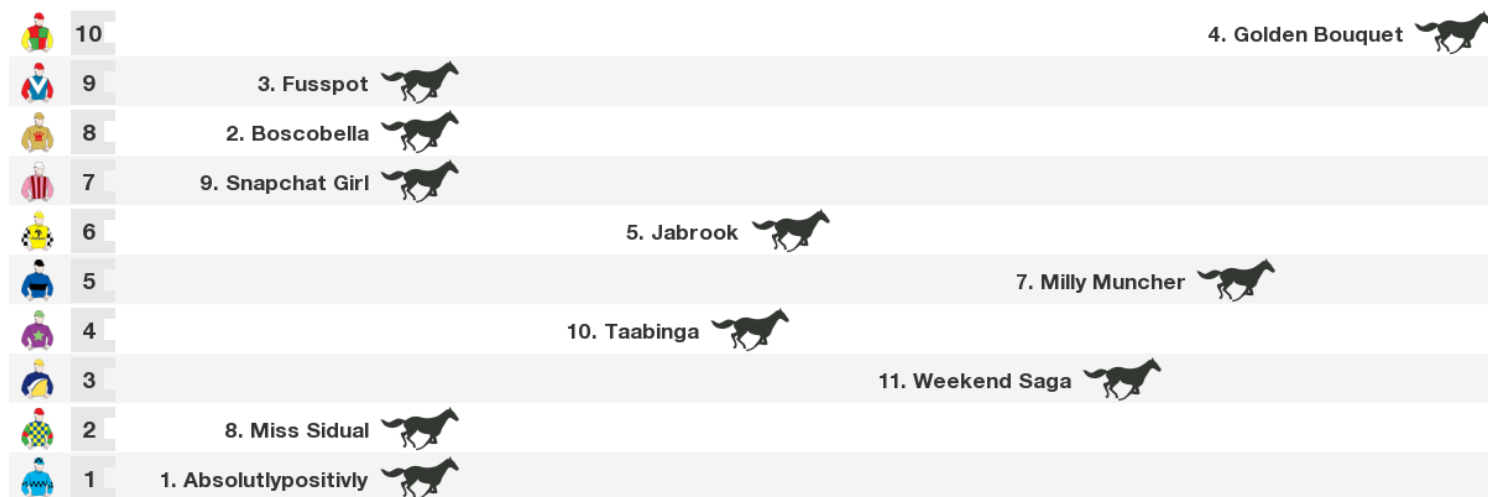 10 4. Golden Bouquet
9 3. Fusspot
8 2. Boscobella
7 9. Snapchat Girl
6 5. Jabrook
5 7. Milly Muncher
4 10. Taabinga
3 11. Weekend Saga
2 8. Miss Sidual
1 1. Absolutlypositivly